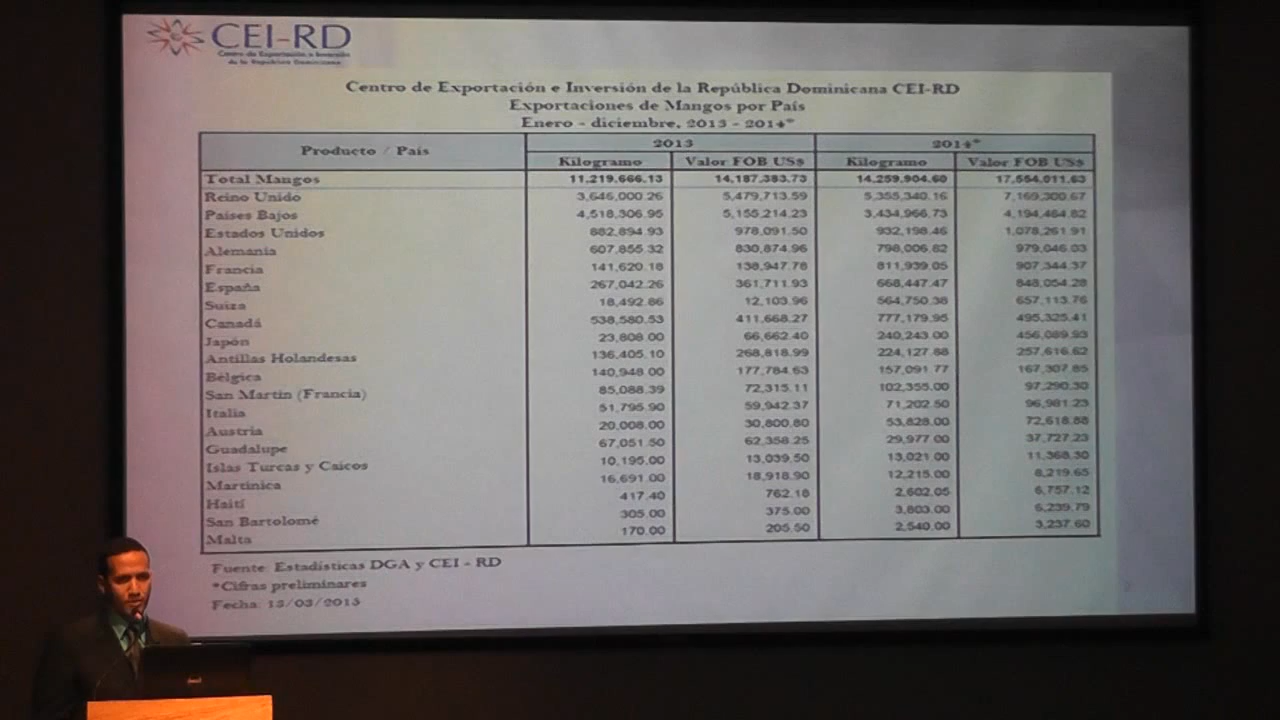 CEI-RD
Centro de Exportación e Inversión
de la República Dominicana
Centro de Exportación e Inversión de la República Dominicana CEI-RD
Exportaciones de Mangos por País
Enero - diciembre, 2013 - 2014*
Producto / País 2013 2014*
Kilogramo Valor FOB US$ Kilogramo Valor FOB US$
Total Mangos 11,219,666.13 14,187,383.73 14,259,904.60 17,554,011.63
Reino Unido 3,646,000.26 5,479,713.59 5,355,340.16 7,169,300.67
Países Bajos 4,518,306.95 5,155,214.23 3,434,966.73 4,194,464.82
Estados Unidos 882,894.93 978,091.50 932,198.46 1,078,261.91
Alemania 607,855.32 830,874.96 798,006.82 979,046.03
Francia 141,620.18 138,947.78 811,939.05 907,344.37
España 267,042.26 361,711.93 668,447.47 848,054.28
Suiza 18,492.86 12,103.96 564,750.38 657,113.76
Canadá 538,580.53 411,668.27 777,179.95 495,325.41
Japón 23,808.00 66,662.40 240,243.00 456,089.93
Antillas Holandesas 136,405.10 268,818.99 224,127.88 257,616.62
Bélgica 140,948.00 177,784.63 157,091.77 167,307.85
San Martín (Francia) 85,088.39 72,315.11 102,355.00 97,290.30
Italia 51,795.90 59,942.37 71,202.50 96,981.23
Austria 20,008.00 30,800.80 53,828.00 72,618.88
Guadalupe 67,051.50 62,358.25 29,977.00 37,727.23
Islas Turcas y Caicos 10,195.00 13,039.50 13,021.00 11,368.30
Martinica 16,691.00 18,918.90 12,215.00 8,219.65
Haití 417.40 762.18 2,602.05 6,757.12
San Bartolomé 305.00 375.00 3,803.00 6,239.79
Malta 170.00 205.50 2,540.00 3,237.60
Fuente: Estadísticas DGA y CEI - RD
*Cifras preliminares
Fecha: 13/03/2015
2